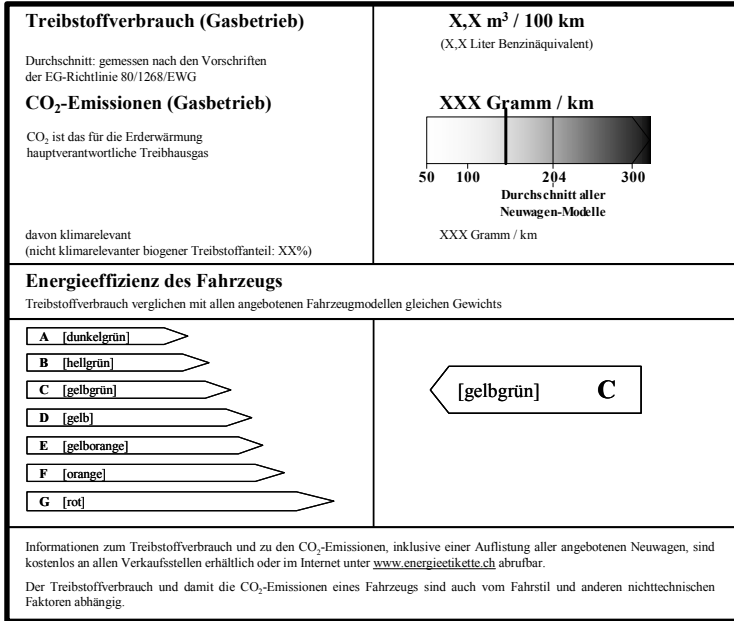 Treibstoffverbrauch (Gasbetrieb)
X,X m³ / 100 km
(X,X Liter Benzinäquivalent)
Durchschnitt: gemessen nach den Vorschriften
der EG-Richtlinie 80/1268/EWG
CO₂-Emissionen (Gasbetrieb)
XXX Gramm / km
CO₂ ist das für die Erderwärmung
hauptverantwortliche Treibhausgas
50 100 204 300
Durchschnitt aller
Neuwagen-Modelle
davon klimarelevant
(nicht klimarelevanter biogener Treibstoffanteil: XX%)
XXX Gramm / km
Energieeffizienz des Fahrzeugs
Treibstoffverbrauch verglichen mit allen angebotenen Fahrzeugmodellen gleichen Gewichts
A [dunkelgrün]
B [hellgrün]
C [gelbgrün]
D [gelb]
E [gelborange]
F [orange]
G [rot]
[gelbgrün] C
Informationen zum Treibstoffverbrauch und zu den CO₂-Emissionen, inklusive einer Auflistung aller angebotenen Neuwagen, sind
kostenlos an allen Verkaufsstellen erhältlich oder im Internet unter www.energieetikette.ch abrufbar.
Der Treibstoffverbrauch und damit die CO₂-Emissionen eines Fahrzeugs sind auch vom Fahrstil und anderen nichttechnischen
Faktoren abhängig.